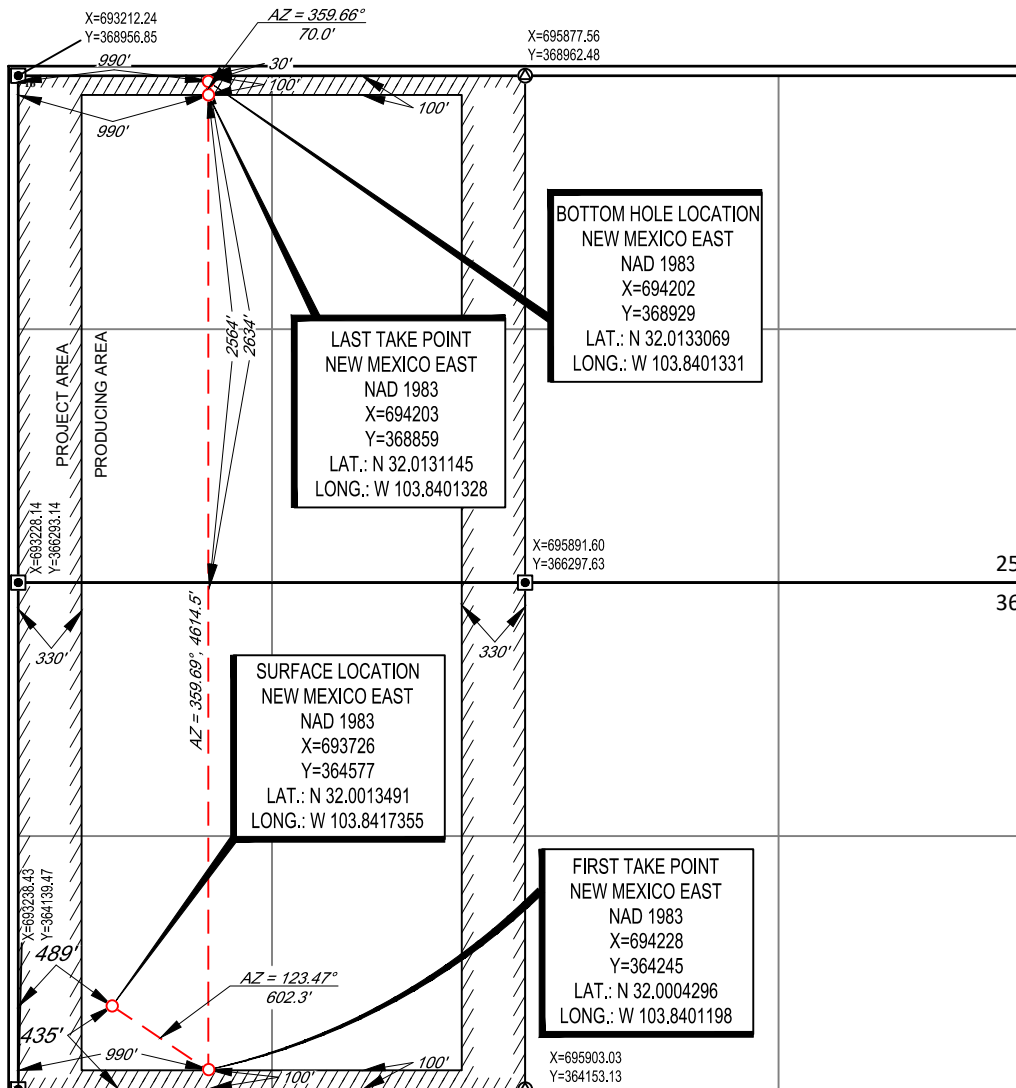 X=693212.24
Y=368956.85
AZ = 359.66°
70.0'
X=695877.56
Y=368962.48
990'
30'
100'
100'
990'
BOTTOM HOLE LOCATION
NEW MEXICO EAST
NAD 1983
X=694202
Y=368929
LAT.: N 32.0133069
LONG.: W 103.8401331
2564'
2634'
LAST TAKE POINT
NEW MEXICO EAST
NAD 1983
X=694203
Y=368859
LAT.: N 32.0131145
LONG.: W 103.8401328
PROJECT AREA
PRODUCING AREA
X=693228.14
Y=366293.14
X=695891.60
Y=366297.63
25
36
330'
330'
AZ = 359.69°, 4614.5'
SURFACE LOCATION
NEW MEXICO EAST
NAD 1983
X=693726
Y=364577
LAT.: N 32.0013491
LONG.: W 103.8417355
X=693238.43
Y=364139.47
FIRST TAKE POINT
NEW MEXICO EAST
NAD 1983
X=694228
Y=364245
LAT.: N 32.0004296
LONG.: W 103.8401198
489'
AZ = 123.47°
602.3'
435'
990'
100'
100'
X=695903.03
Y=364153.13